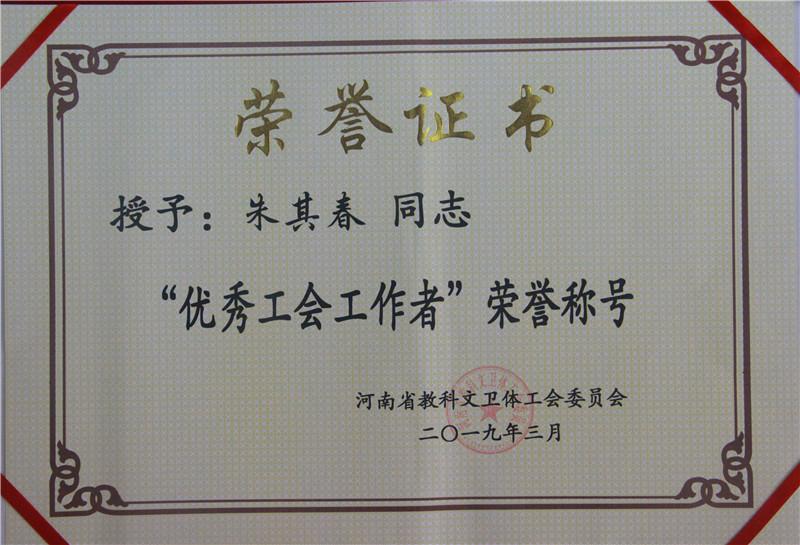 荣誉证书
授予：朱其春 同志
“优秀工会工作者”荣誉称号
河南省教科文卫体工会委员会
二〇一九年三月